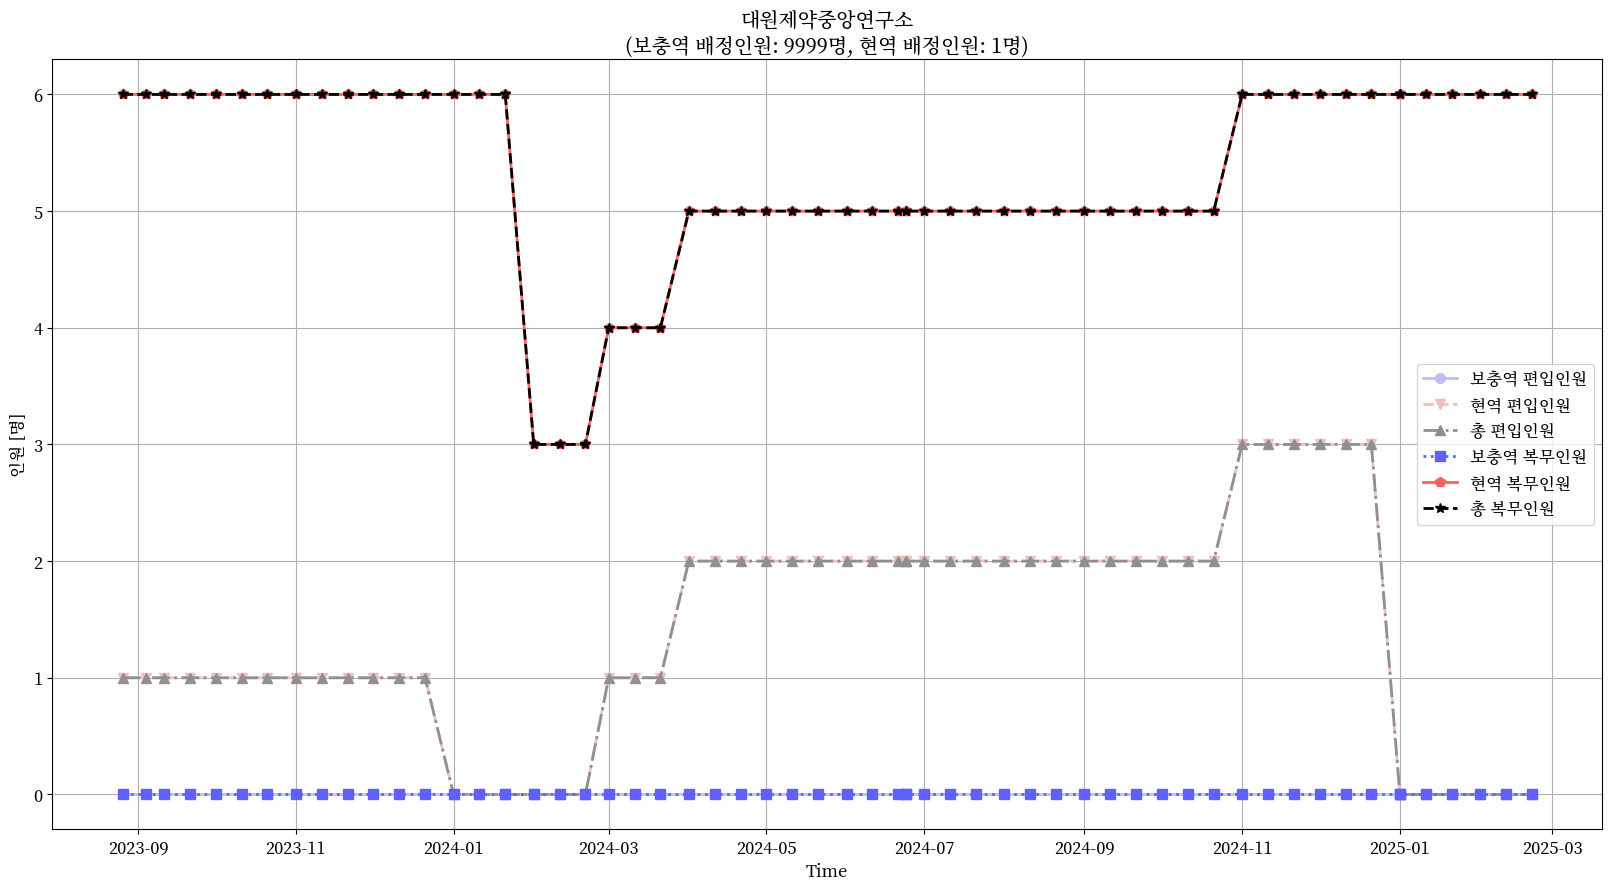 대원제약중앙연구소
(보충역 배정인원: 9999명, 현역 배정인원: 1명)
인원 [명]
6
5
4
3
2
1
0
보충역 편입인원
현역 편입인원
총 편입인원
보충역 복무인원
현역 복무인원
총 복무인원
2023-09
2023-11
2024-01
2024-03
2024-05
2024-07
2024-09
2024-11
2025-01
2025-03
Time